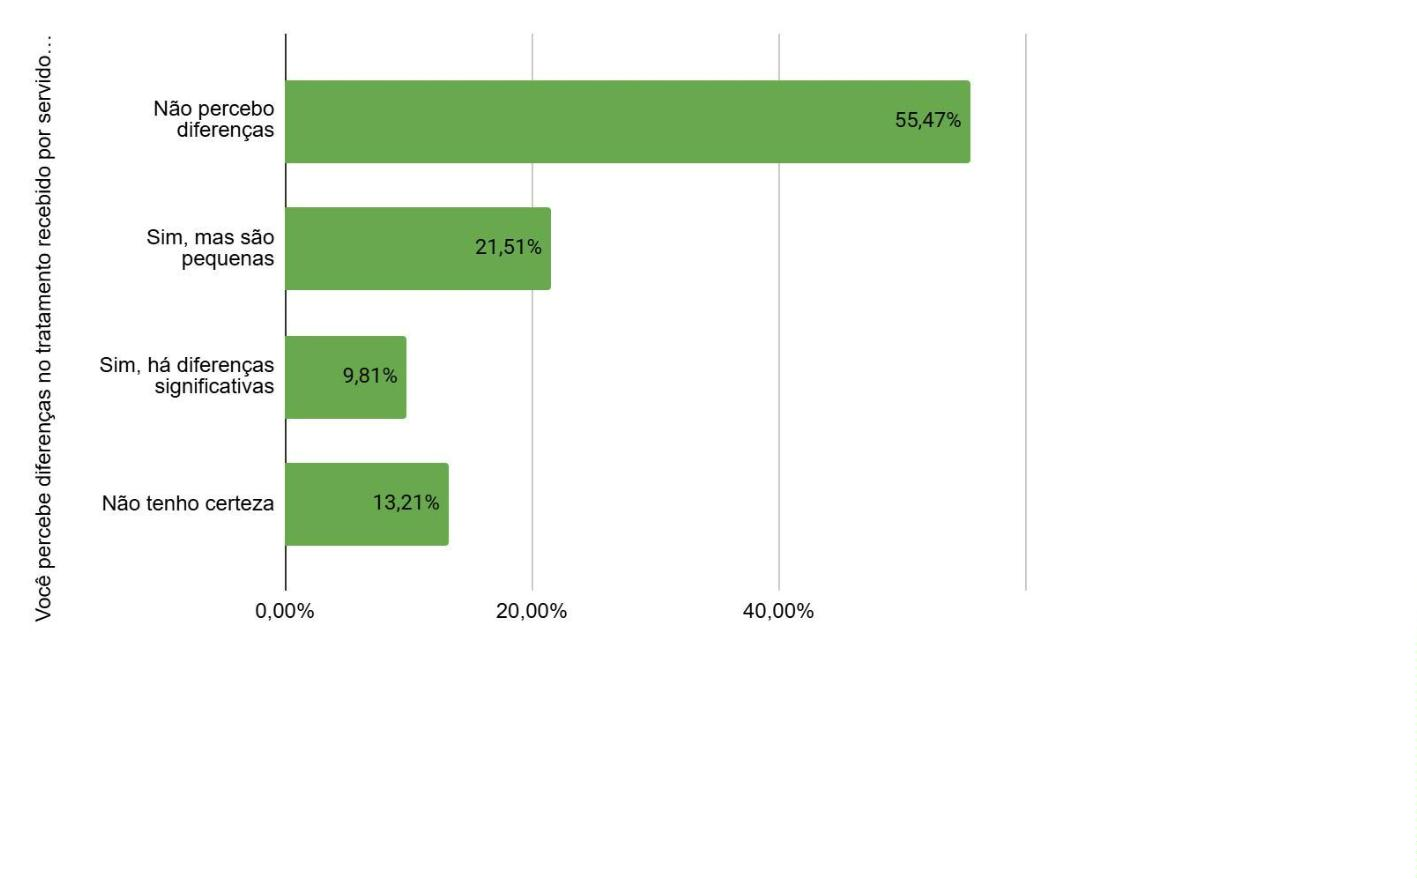 Você percebe diferenças no tratamento recebido por servido…
Não percebo
diferenças
55,47%
Sim, mas são
pequenas
21,51%
Sim, há diferenças
significativas
9,81%
Não tenho certeza
13,21%
0,00%
20,00%
40,00%